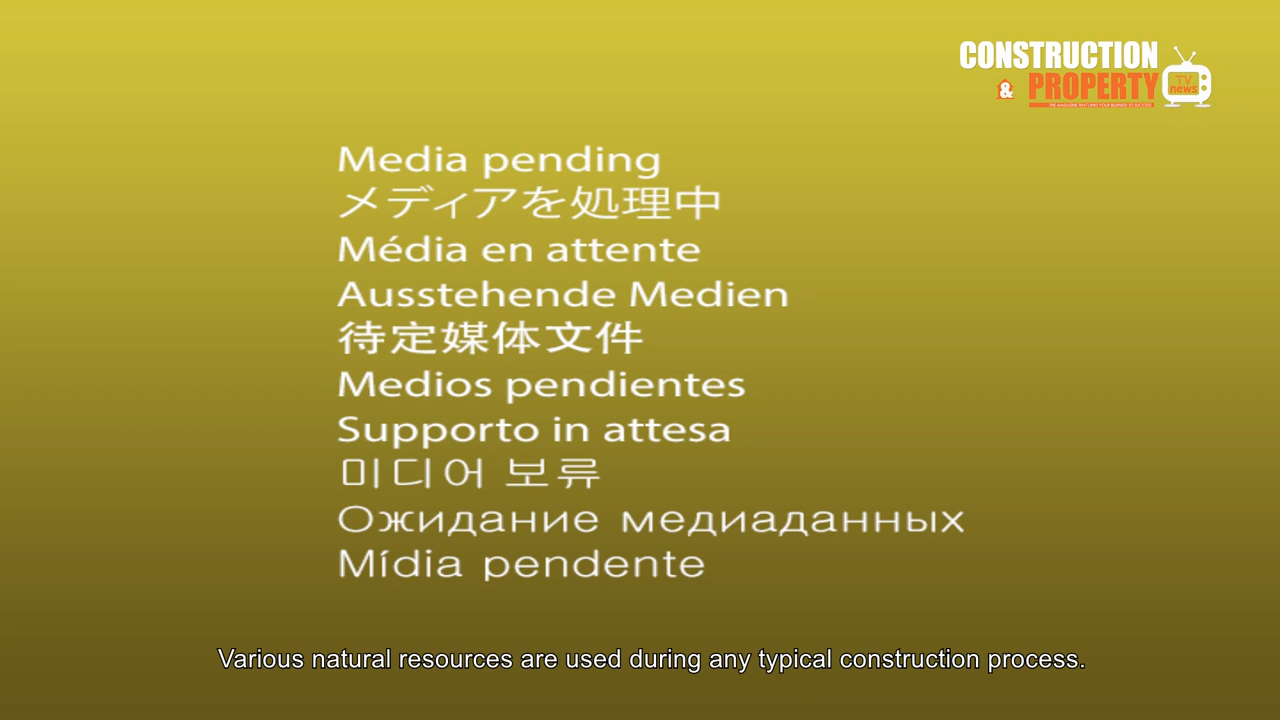 CONSTRUCTION
& PROPERTY
TV
news
Media pending
メディアを処理中
Média en attente
Ausstehende Medien
待定媒体文件
Medios pendientes
Supporto in attesa
미디어 보류
Ожидание медиаданных
Mídia pendente
Various natural resources are used during any typical construction process.